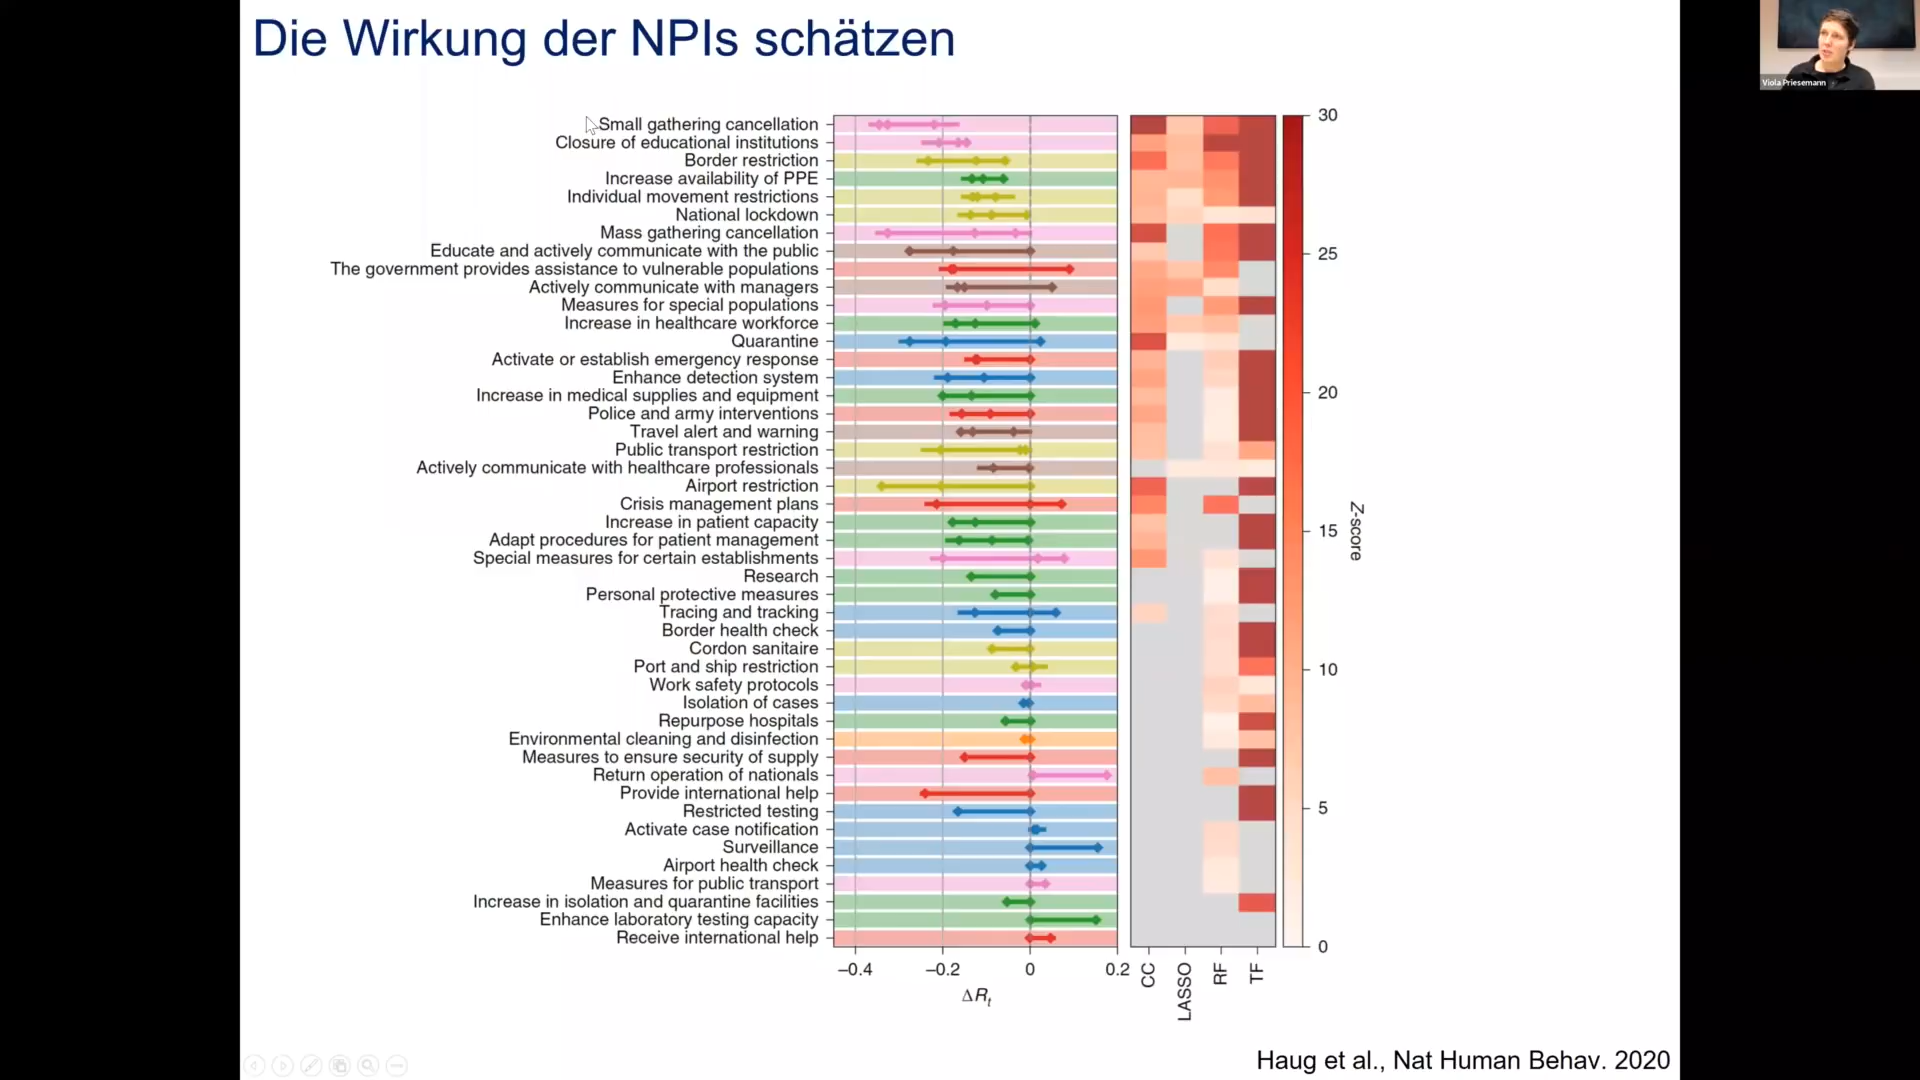 Die Wirkung der NPIs schätzen
Viola Priesemann
Small gathering cancellation
Closure of educational institutions
Border restriction
Increase availability of PPE
Individual movement restrictions
National lockdown
Mass gathering cancellation
Educate and actively communicate with the public
The government provides assistance to vulnerable populations
Actively communicate with managers
Measures for special populations
Increase in healthcare workforce
Quarantine
Activate or establish emergency response
Enhance detection system
Increase in medical supplies and equipment
Police and army interventions
Travel alert and warning
Public transport restriction
Actively communicate with healthcare professionals
Airport restriction
Crisis management plans
Increase in patient capacity
Adapt procedures for patient management
Special measures for certain establishments
Research
Personal protective measures
Tracing and tracking
Border health check
Cordon sanitaire
Port and ship restriction
Work safety protocols
Isolation of cases
Repurpose hospitals
Environmental cleaning and disinfection
Measures to ensure security of supply
Return operation of nationals
Provide international help
Restricted testing
Activate case notification
Surveillance
Airport health check
Measures for public transport
Increase in isolation and quarantine facilities
Enhance laboratory testing capacity
Receive international help
−0.4 −0.2 0 0.2
ΔRt
CC LASSO RF TF
30
25
20
15
10
5
0
Z-score
Haug et al., Nat Human Behav. 2020